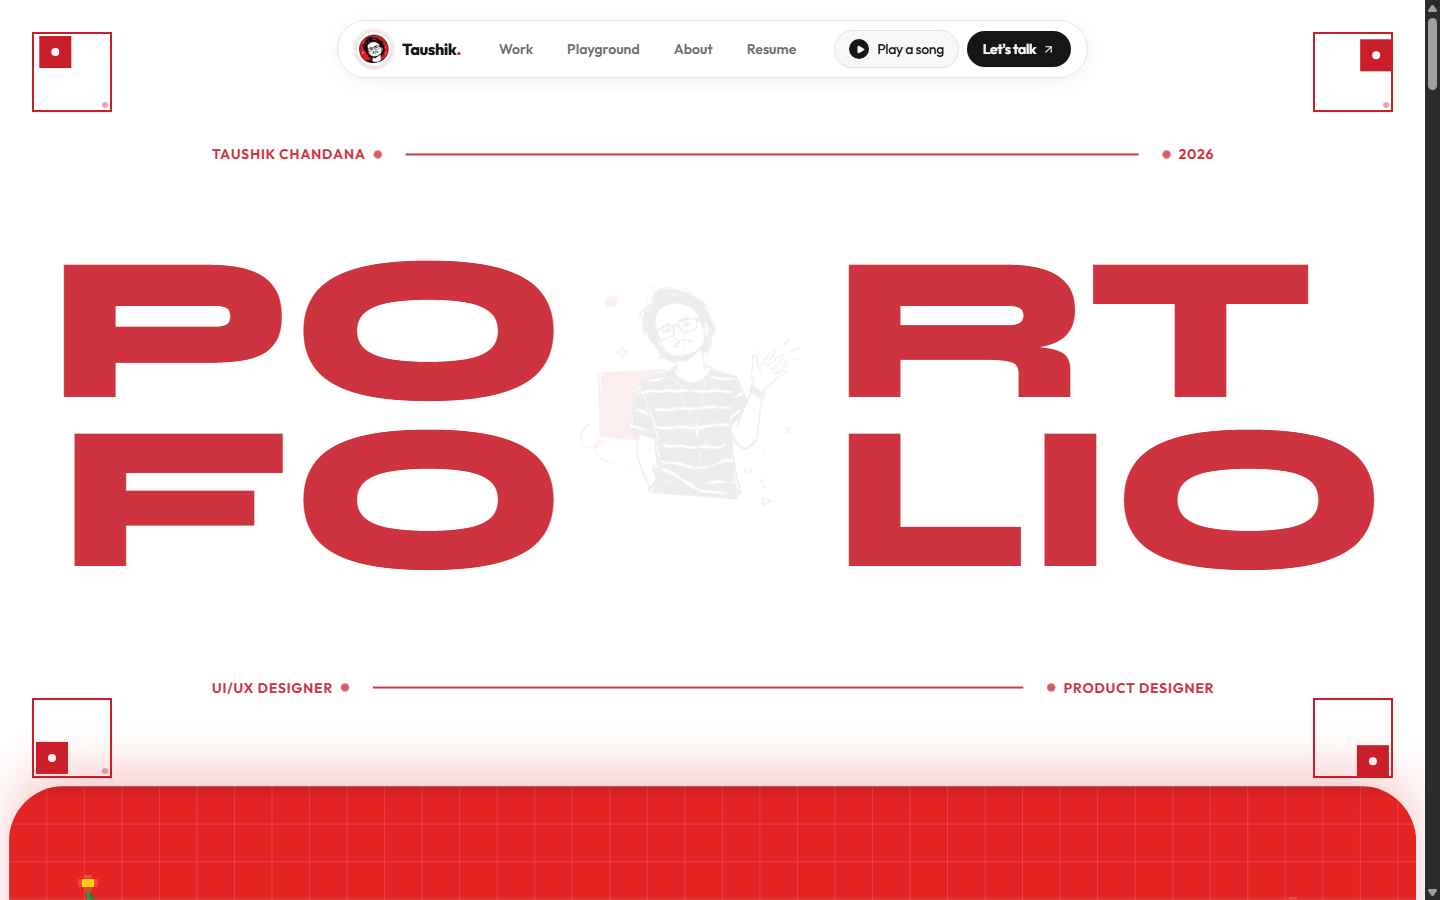 Taushik. Work Playground About Resume Play a song Let's talk
TAUSHIK CHANDANA 2026
PO RT
FO LIO
UI/UX DESIGNER PRODUCT DESIGNER